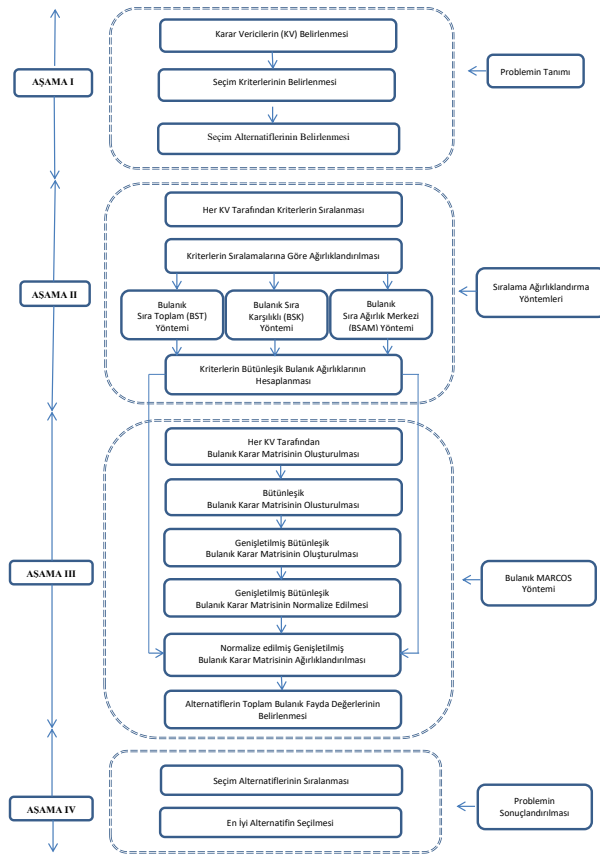 Karar Vericilerin (KV) Belirlenmesi
AŞAMA I
Seçim Kriterlerinin Belirlenmesi
Problemin Tanımı
Seçim Alternatiflerinin Belirlenmesi
Her KV Tarafından Kriterlerin Sıralanması
Kriterlerin Sıralamalarına Göre Ağırlıklandırılması
AŞAMA II
Sıralama Ağırlıklandırma
Yöntemleri
Bulanık
Sıra Toplam (BST)
Yöntemi
Bulanık Sıra
Karşılıklı (BSK)
Yöntemi
Bulanık
Sıra Ağırlık Merkezi
(BSAM) Yöntemi
Kriterlerin Bütünleşik Bulanık Ağırlıklarının
Hesaplanması
Her KV Tarafından
Bulanık Karar Matrisinin Oluşturulması
Bütünleşik
Bulanık Karar Matrisinin Oluşturulması
Genişletilmiş Bütünleşik
Bulanık Karar Matrisinin Oluşturulması
AŞAMA III
Bulanık MARCOS
Yöntemi
Genişletilmiş Bütünleşik
Bulanık Karar Matrisinin Normalize Edilmesi
Normalize edilmiş Genişletilmiş
Bulanık Karar Matrisinin Ağırlıklandırılması
Alternatiflerin Toplam Bulanık Fayda Değerlerinin
Belirlenmesi
Seçim Alternatiflerinin Sıralanması
AŞAMA IV
Problemin
Sonuçlandırılması
En İyi Alternatifin Seçilmesi